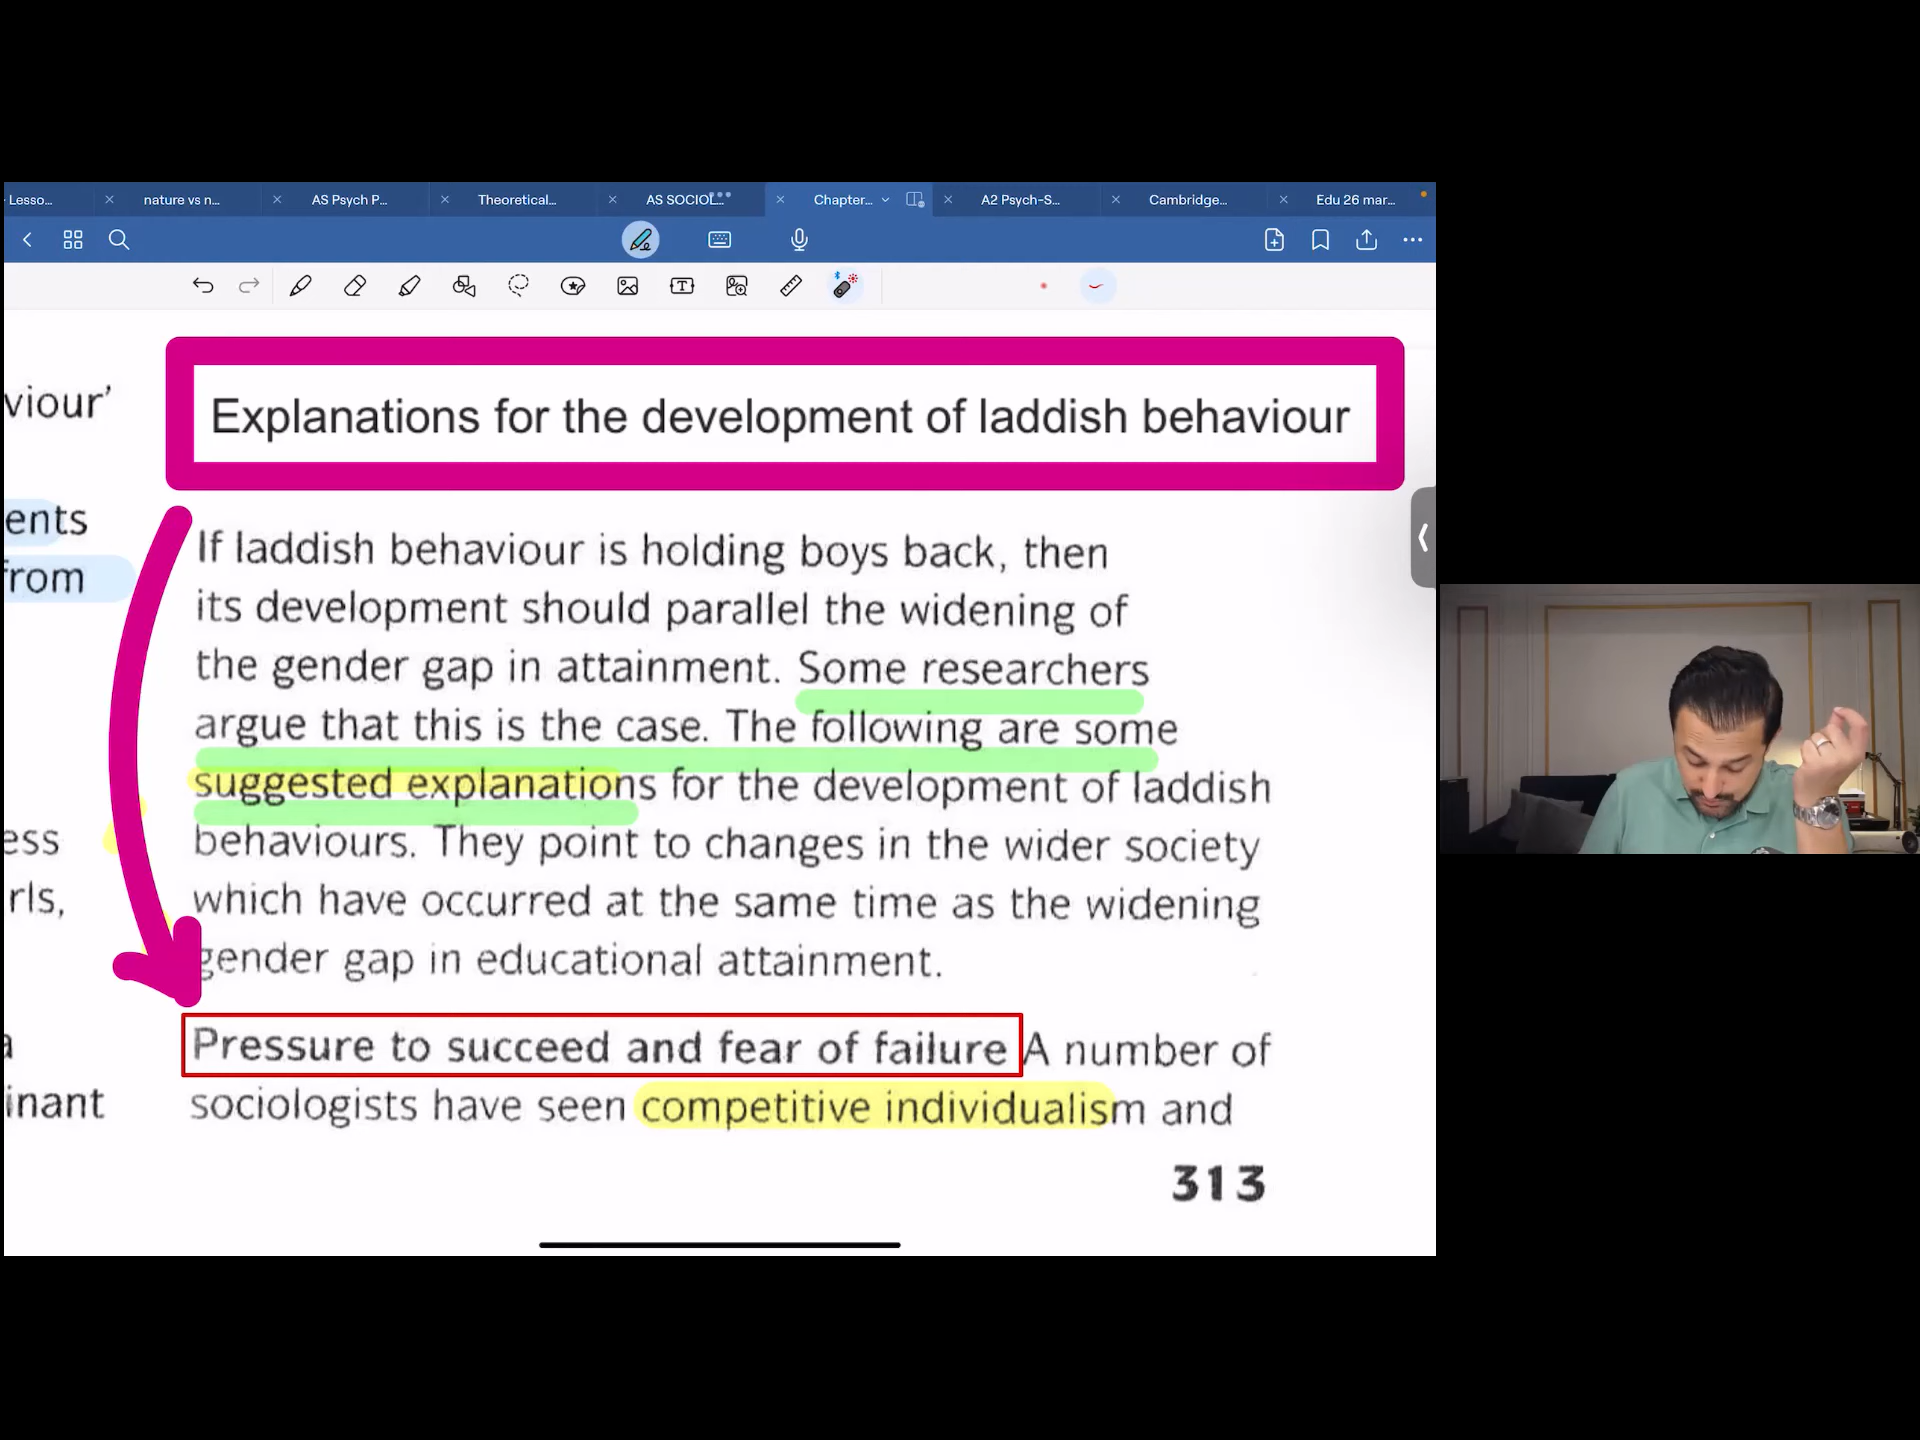 Lesso...
nature vs n...
AS Psych P...
Theoretical...
AS SOCIOL...
Chapter...
A2 Psych-S...
Cambridge...
Edu 26 mar...
viour’
ents
from
ess
rls,
a
inant
Explanations for the development of laddish behaviour
If laddish behaviour is holding boys back, then
its development should parallel the widening of
the gender gap in attainment. Some researchers
argue that this is the case. The following are some
suggested explanations for the development of laddish
behaviours. They point to changes in the wider society
which have occurred at the same time as the widening
gender gap in educational attainment.
Pressure to succeed and fear of failure A number of
sociologists have seen competitive individualism and
313